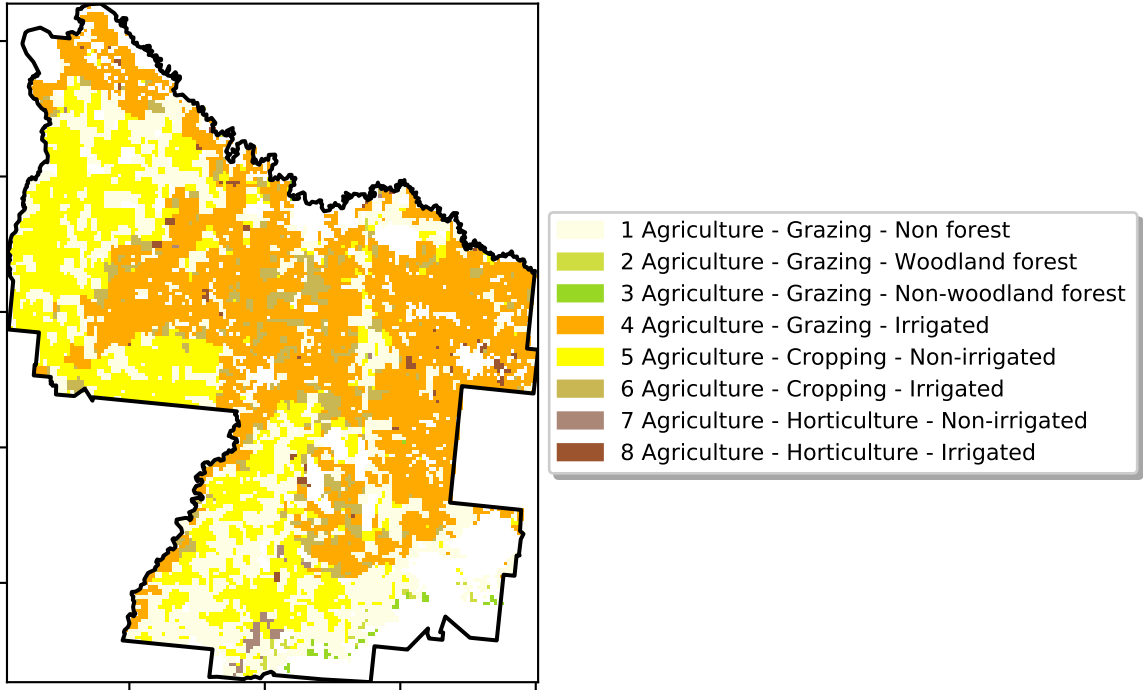 1 Agriculture - Grazing - Non forest
2 Agriculture - Grazing - Woodland forest
3 Agriculture - Grazing - Non-woodland forest
4 Agriculture - Grazing - Irrigated
5 Agriculture - Cropping - Non-irrigated
6 Agriculture - Cropping - Irrigated
7 Agriculture - Horticulture - Non-irrigated
8 Agriculture - Horticulture - Irrigated